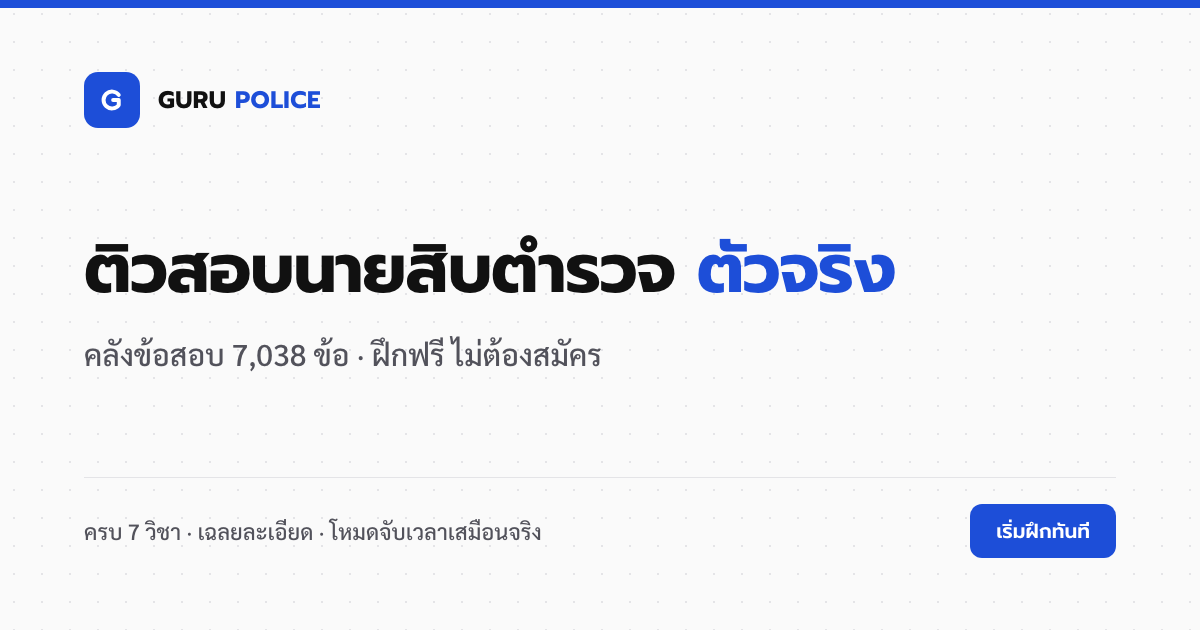 G
GURU POLICE
ติวสอบนายสิบตำรวจ ตัวจริง
คลังข้อสอบ 7,038 ข้อ · ฝึกฟรี ไม่ต้องสมัคร
ครบ 7 วิชา · เฉลยละเอียด · โหมดจับเวลาเสมือนจริง
เริ่มฝึกทันที